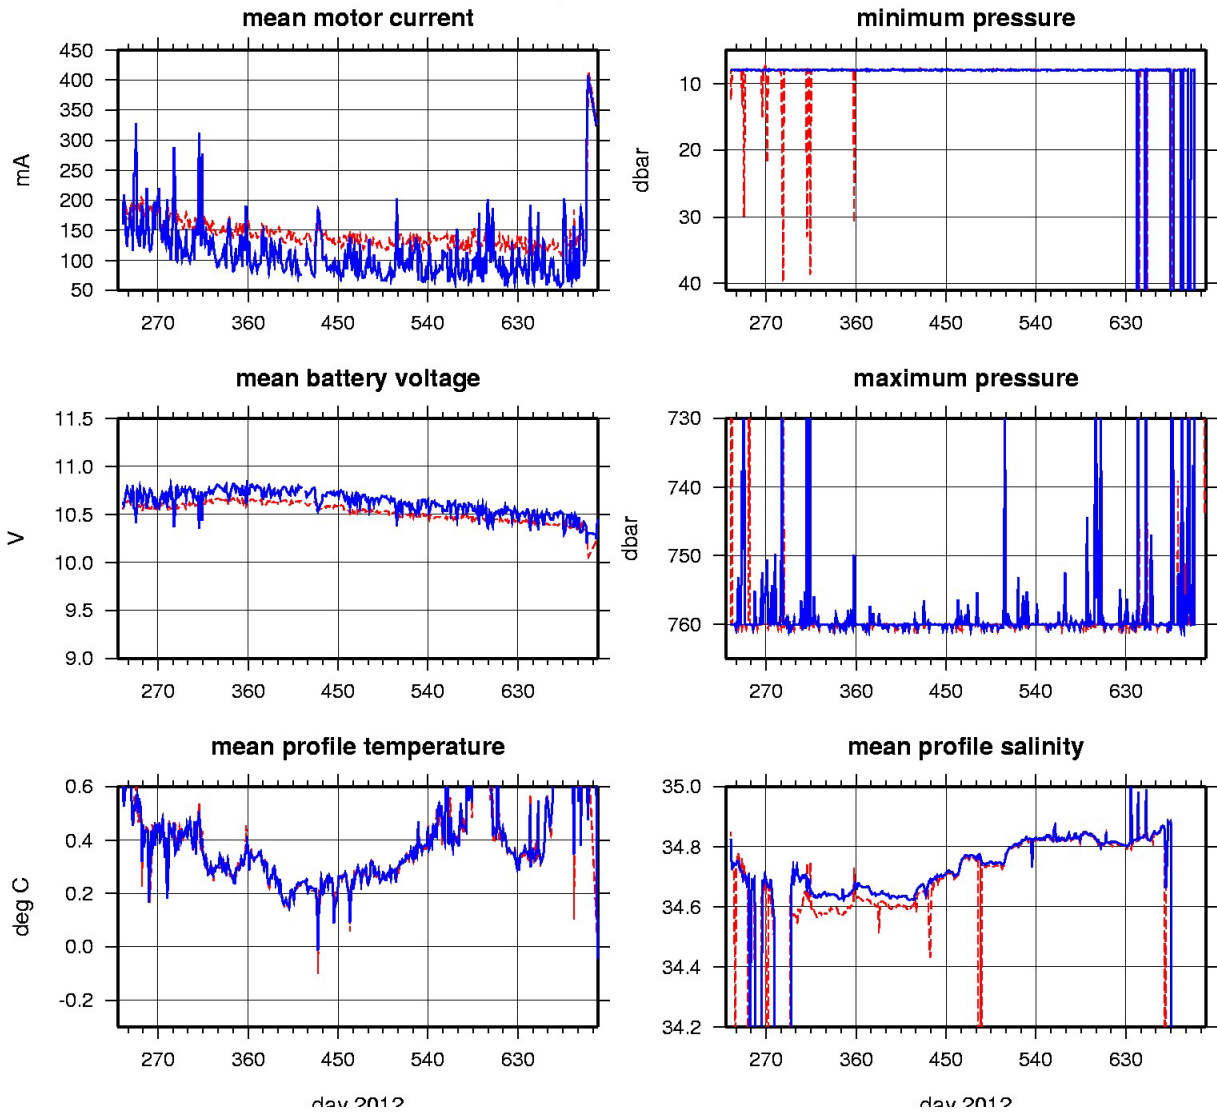 mean motor current
450
400
350
300
250
200
150
100
50
mA
270 360 450 540 630
minimum pressure
10
20
30
40
dbar
270 360 450 540 630
mean battery voltage
11.5
11.0
10.5
10.0
9.5
9.0
V
270 360 450 540 630
maximum pressure
730
740
750
760
dbar
270 360 450 540 630
mean profile temperature
0.6
0.4
0.2
0.0
-0.2
deg C
270 360 450 540 630
day 2012
mean profile salinity
35.0
34.8
34.6
34.4
34.2
270 360 450 540 630
day 2012